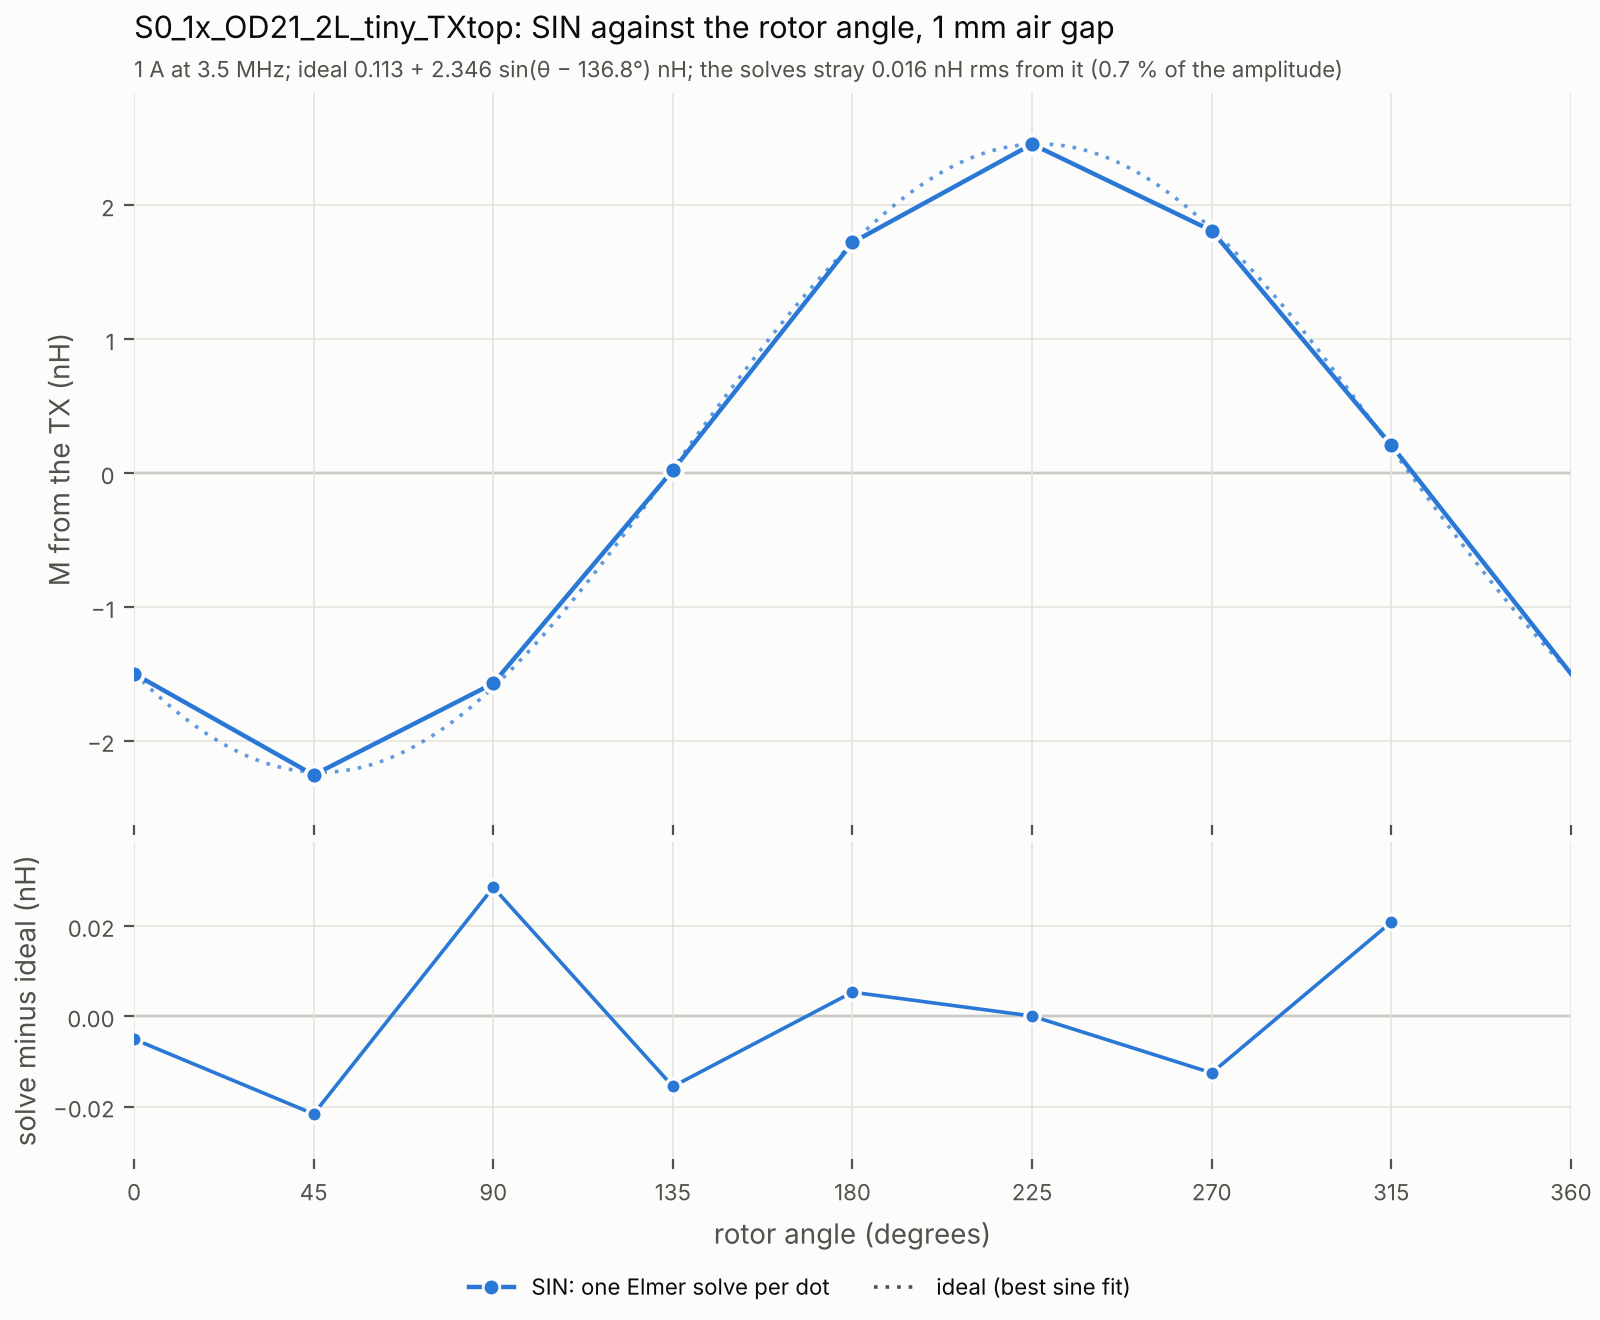 S0_1x_OD21_2L_tiny_TXtop: SIN against the rotor angle, 1 mm air gap
1 A at 3.5 MHz; ideal 0.113 + 2.346 sin(θ − 136.8°) nH; the solves stray 0.016 nH rms from it (0.7 % of the amplitude)
M from the TX (nH)
2
1
0
−1
−2
solve minus ideal (nH)
0.02
0.00
−0.02
0 45 90 135 180 225 270 315 360
rotor angle (degrees)
SIN: one Elmer solve per dot
ideal (best sine fit)